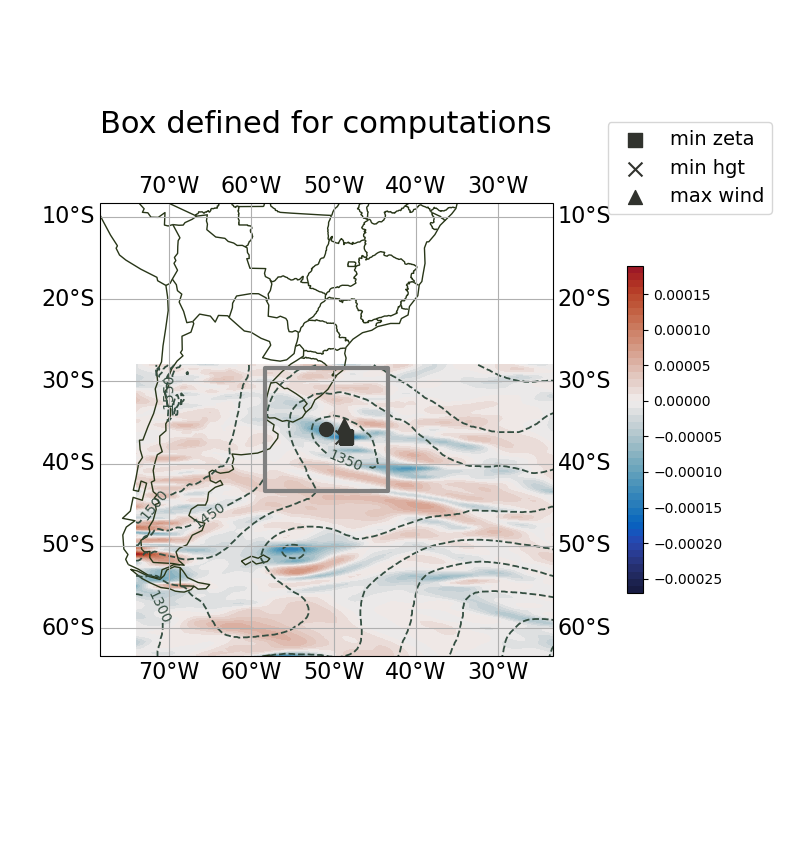 Box defined for computations
min zeta
min hgt
max wind
70°W 60°W 50°W 40°W 30°W
10°S 10°S
20°S
30°S 30°S
40°S 40°S
50°S 50°S
60°S 60°S
70°W 60°W 50°W 40°W 30°W
1350
1500
1450
1300
0.00015
0.00010
0.00005
0.00000
−0.00005
−0.00010
−0.00015
−0.00020
−0.00025